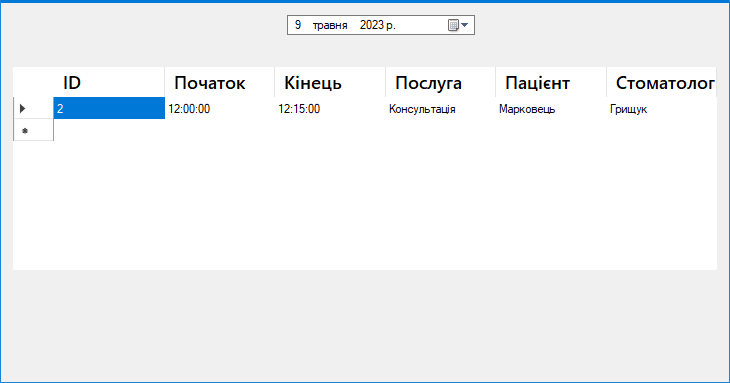 9 травня 2023 р.
ID Початок Кінець Послуга Пацієнт Стоматолог
2 12:00:00 12:15:00 Консультація Марковець Грищук